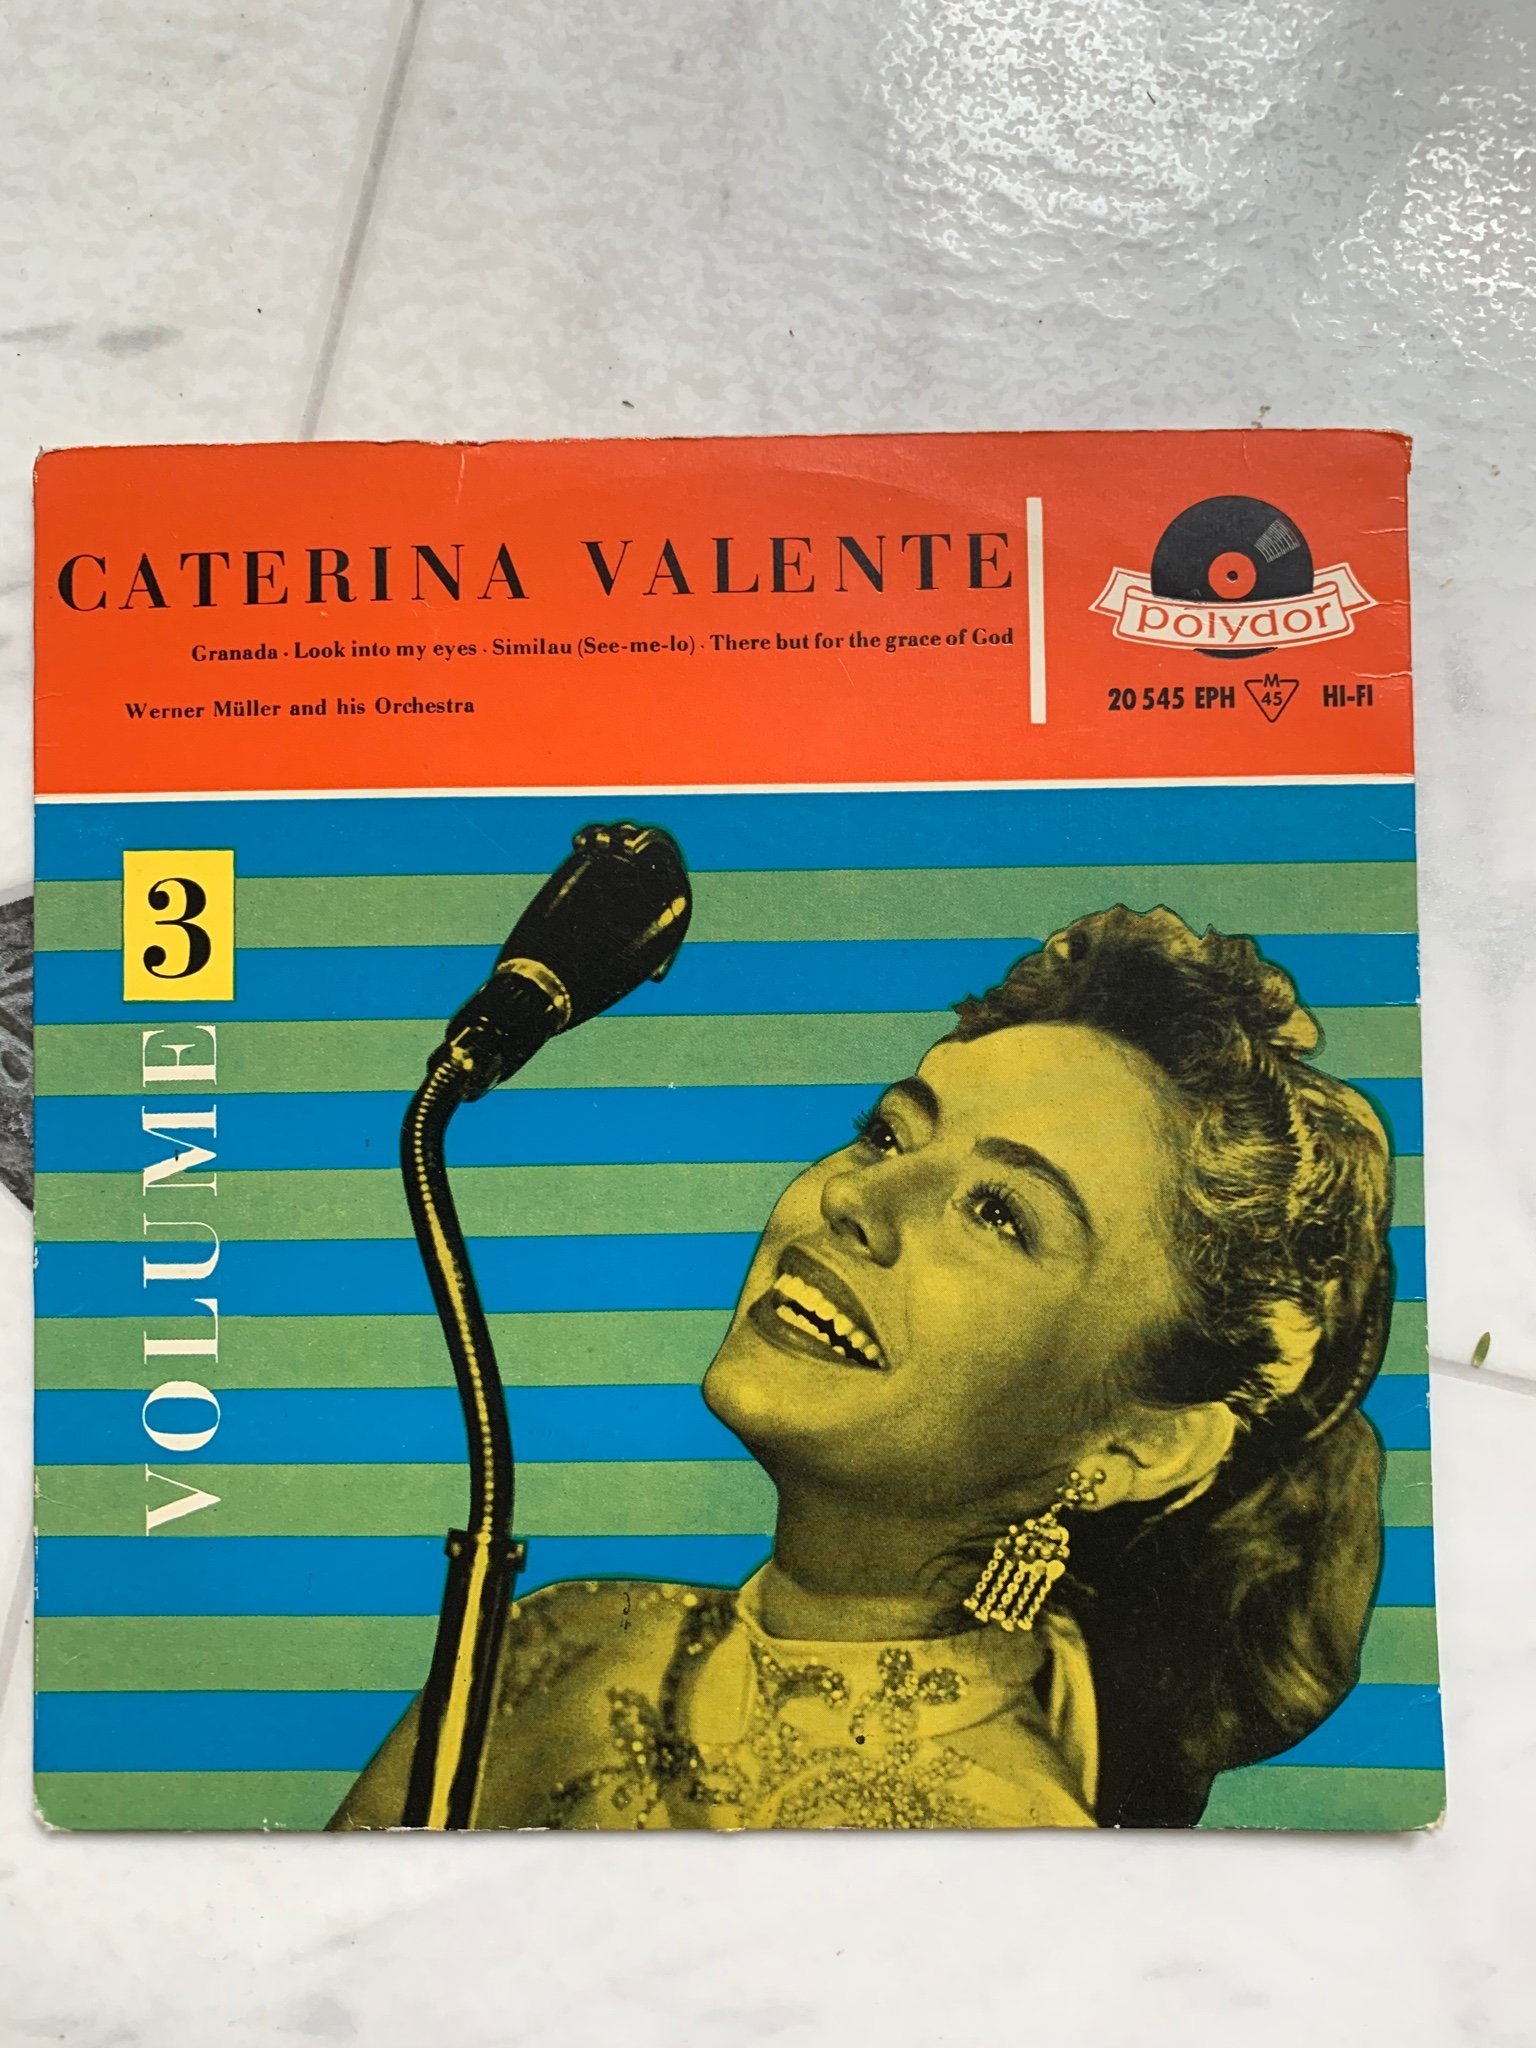 CATERINA VALENTE
Granada · Look into my eyes · Similau (See-me-lo) · There but for the grace of God
Werner Müller and his Orchestra
polydor
20 545 EPH M 45 HI-FI
VOLUME 3